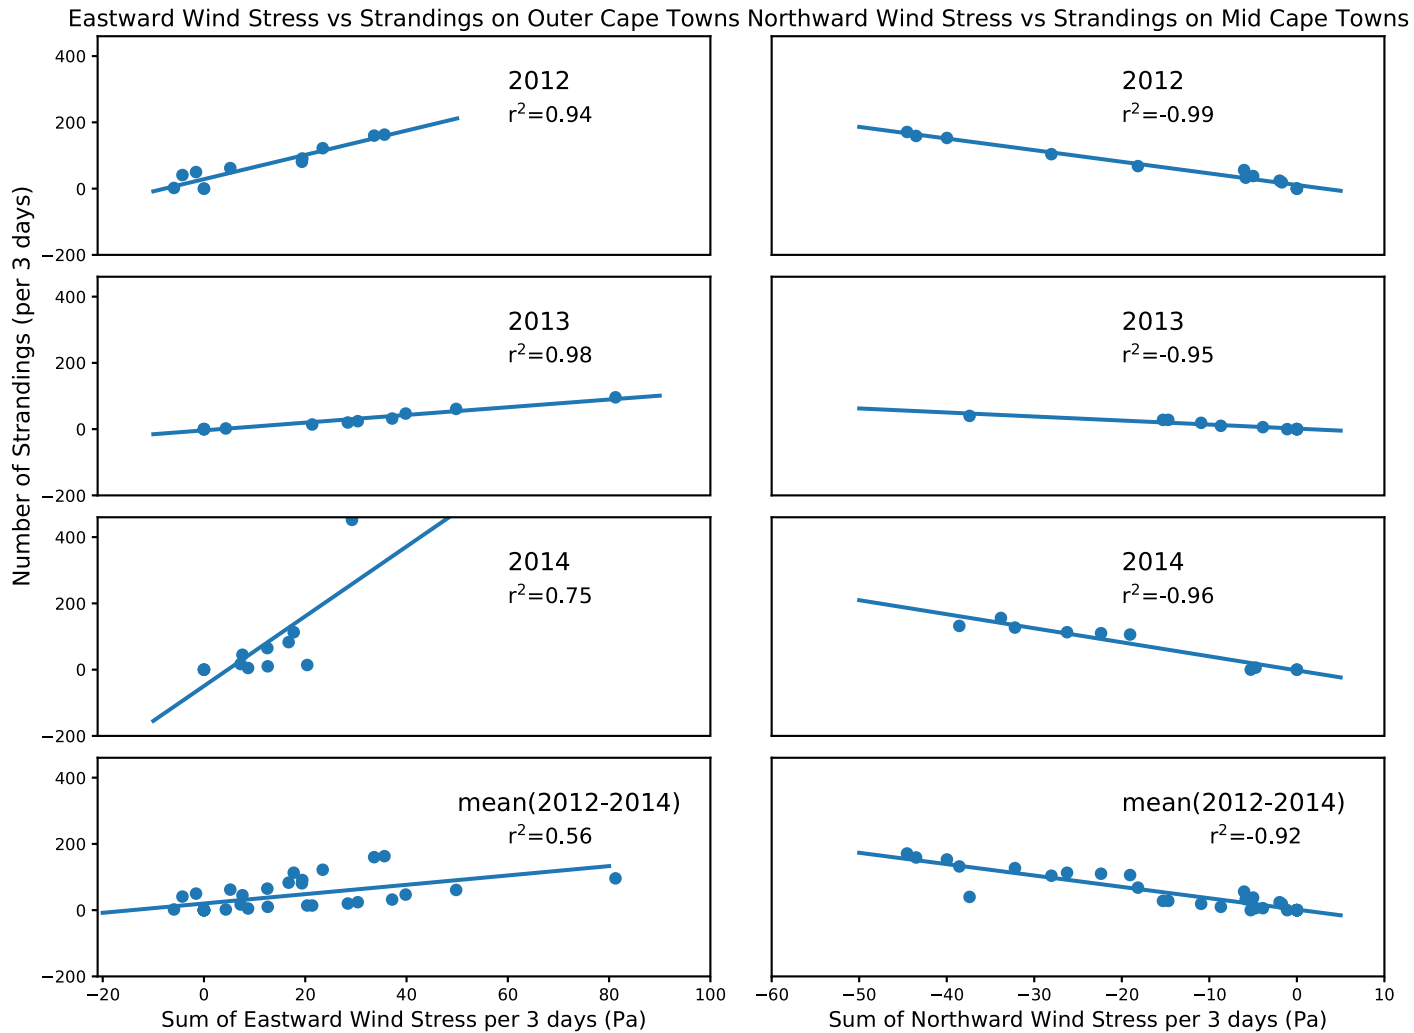 Eastward Wind Stress vs Strandings on Outer Cape Towns
Northward Wind Stress vs Strandings on Mid Cape Towns
Number of Strandings (per 3 days)
400
200
0
−200
2012
r²=0.94
2012
r²=-0.99
400
200
0
−200
2013
r²=0.98
2013
r²=-0.95
400
200
0
−200
2014
r²=0.75
2014
r²=-0.96
400
200
0
−200
mean(2012-2014)
r²=0.56
mean(2012-2014)
r²=-0.92
−20 0 20 40 60 80 100
−60 −50 −40 −30 −20 −10 0 10
Sum of Eastward Wind Stress per 3 days (Pa)
Sum of Northward Wind Stress per 3 days (Pa)